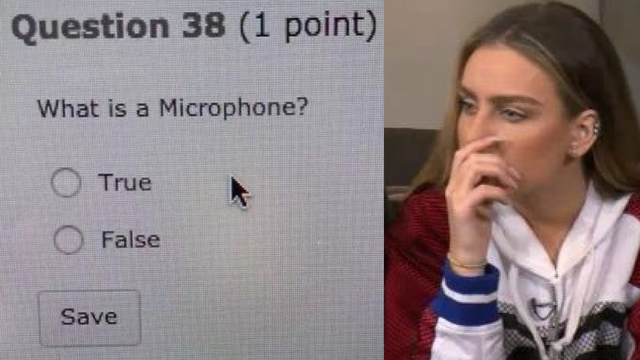 Question 38 (1 point)
What is a Microphone?
True
False
Save